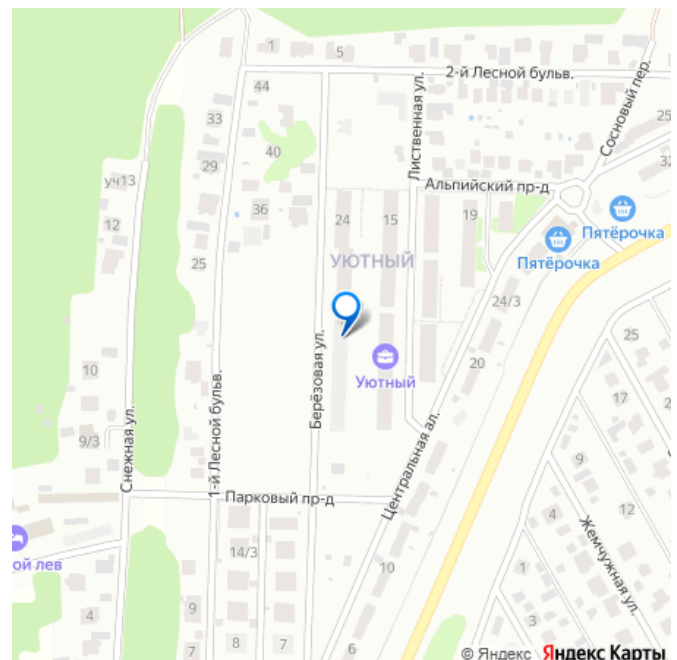 1
5
2-й Лесной бульв.
44
Лиственная ул.
Сосновый пер.
33
25
40
29
32
уч13
Альпийский пр-д
36
24
15
19
Пятёрочка
12
Пятёрочка
УЮТНЫЙ
25
24/3
25
10
Уютный
20
17
Берёзовая ул.
1-й Лесной бульв.
Снежная ул.
9/3
Центральная ал.
9
Парковый пр-д
12
4
Жемчужная ул.
ой лев
14/3
10
1
4
9
3
7
8
7
6
© Яндекс Яндекс Карты